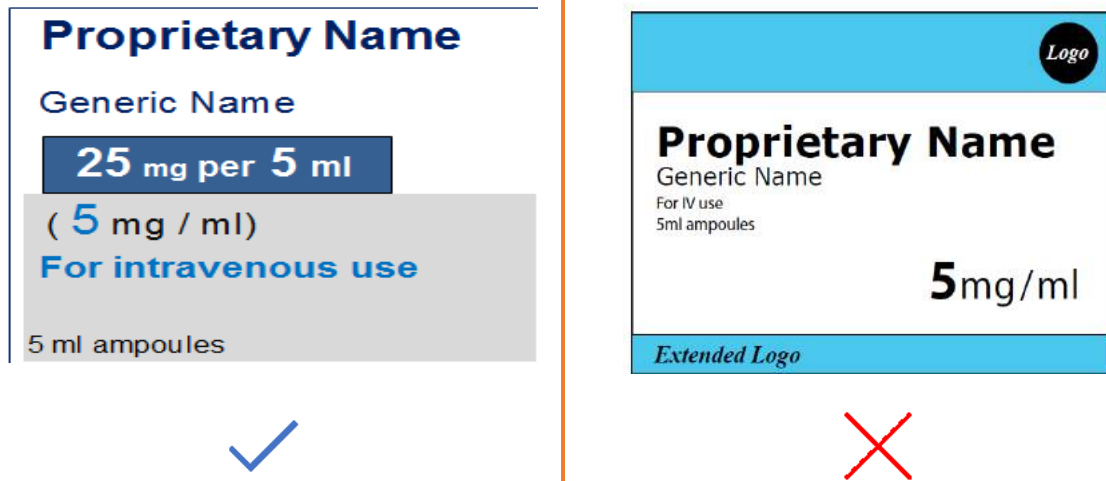 Proprietary Name
Generic Name
25 mg per 5 ml
( 5 mg / ml)
For intravenous use
5 ml ampoules
Logo
Proprietary Name
Generic Name
For IV use
5ml ampoules
5mg/ml
Extended Logo